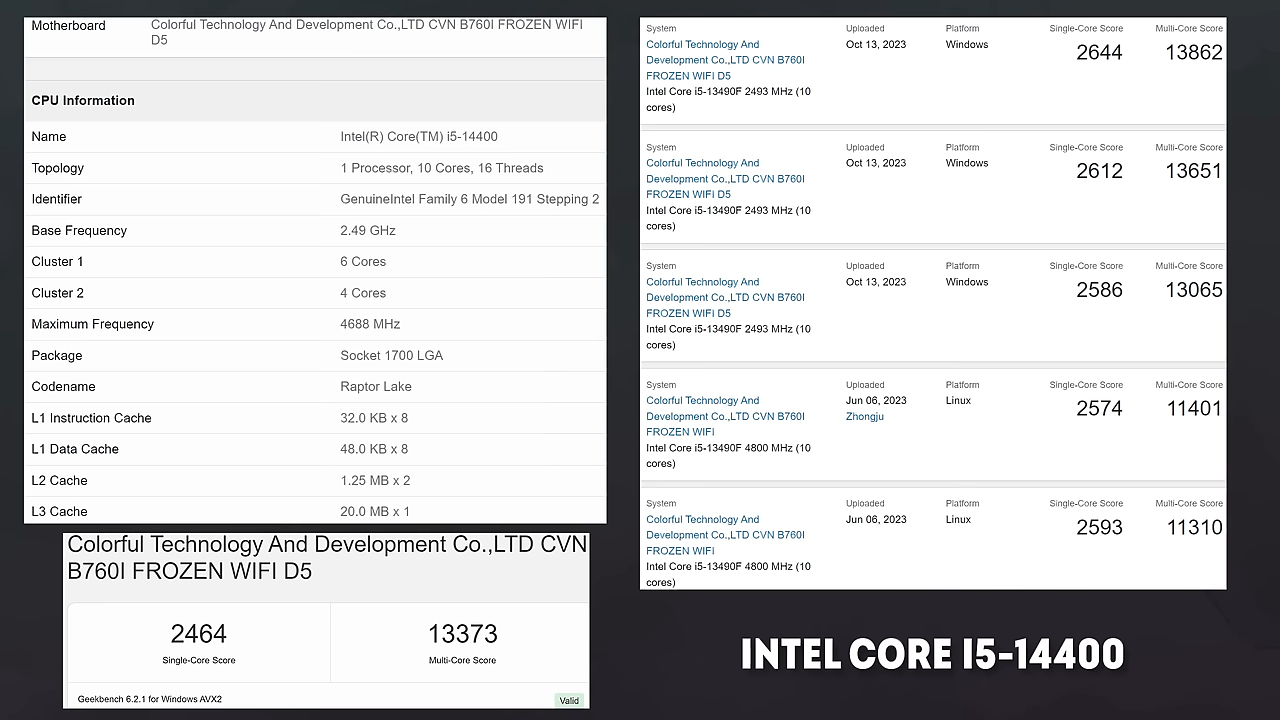 Motherboard Colorful Technology And Development Co.,LTD CVN B760I FROZEN WIFI
D5
CPU Information
Name Intel(R) Core(TM) i5-14400
Topology 1 Processor, 10 Cores, 16 Threads
Identifier GenuineIntel Family 6 Model 191 Stepping 2
Base Frequency 2.49 GHz
Cluster 1 6 Cores
Cluster 2 4 Cores
Maximum Frequency 4688 MHz
Package Socket 1700 LGA
Codename Raptor Lake
L1 Instruction Cache 32.0 KB x 8
L1 Data Cache 48.0 KB x 8
L2 Cache 1.25 MB x 2
L3 Cache 20.0 MB x 1
Colorful Technology And Development Co.,LTD CVN
B760I FROZEN WIFI D5
2464 13373
Single-Core Score Multi-Core Score
Geekbench 6.2.1 for Windows AVX2 Valid
System Uploaded Platform Single-Core Score Multi-Core Score
Colorful Technology And Oct 13, 2023 Windows 2644 13862
Development Co.,LTD CVN B760I
FROZEN WIFI D5
Intel Core i5-13490F 2493 MHz (10
cores)
System Uploaded Platform Single-Core Score Multi-Core Score
Colorful Technology And Oct 13, 2023 Windows 2612 13651
Development Co.,LTD CVN B760I
FROZEN WIFI D5
Intel Core i5-13490F 2493 MHz (10
cores)
System Uploaded Platform Single-Core Score Multi-Core Score
Colorful Technology And Oct 13, 2023 Windows 2586 13065
Development Co.,LTD CVN B760I
FROZEN WIFI D5
Intel Core i5-13490F 2493 MHz (10
cores)
System Uploaded Platform Single-Core Score Multi-Core Score
Colorful Technology And Jun 06, 2023 Linux 2574 11401
Development Co.,LTD CVN B760I Zhongju
FROZEN WIFI
Intel Core i5-13490F 4800 MHz (10
cores)
System Uploaded Platform Single-Core Score Multi-Core Score
Colorful Technology And Jun 06, 2023 Linux 2593 11310
Development Co.,LTD CVN B760I
FROZEN WIFI
Intel Core i5-13490F 4800 MHz (10
cores)
INTEL CORE I5-14400